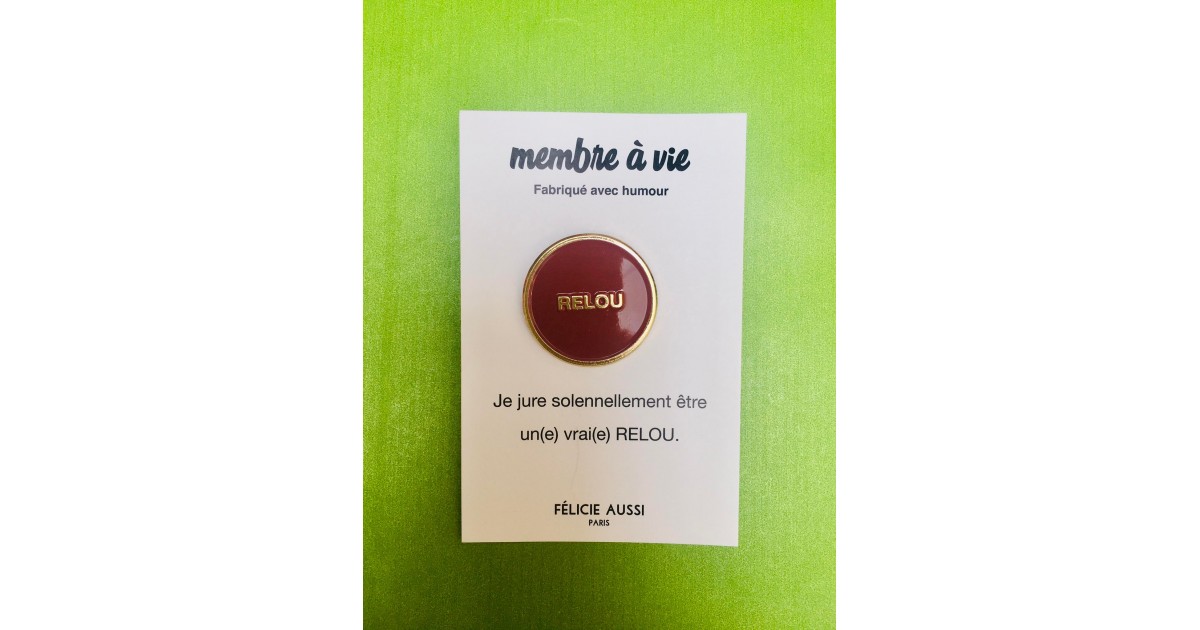 membre à vie
Fabriqué avec humour
RELOU
Je jure solennellement être
un(e) vrai(e) RELOU.
FÉLICIE AUSSI
PARIS